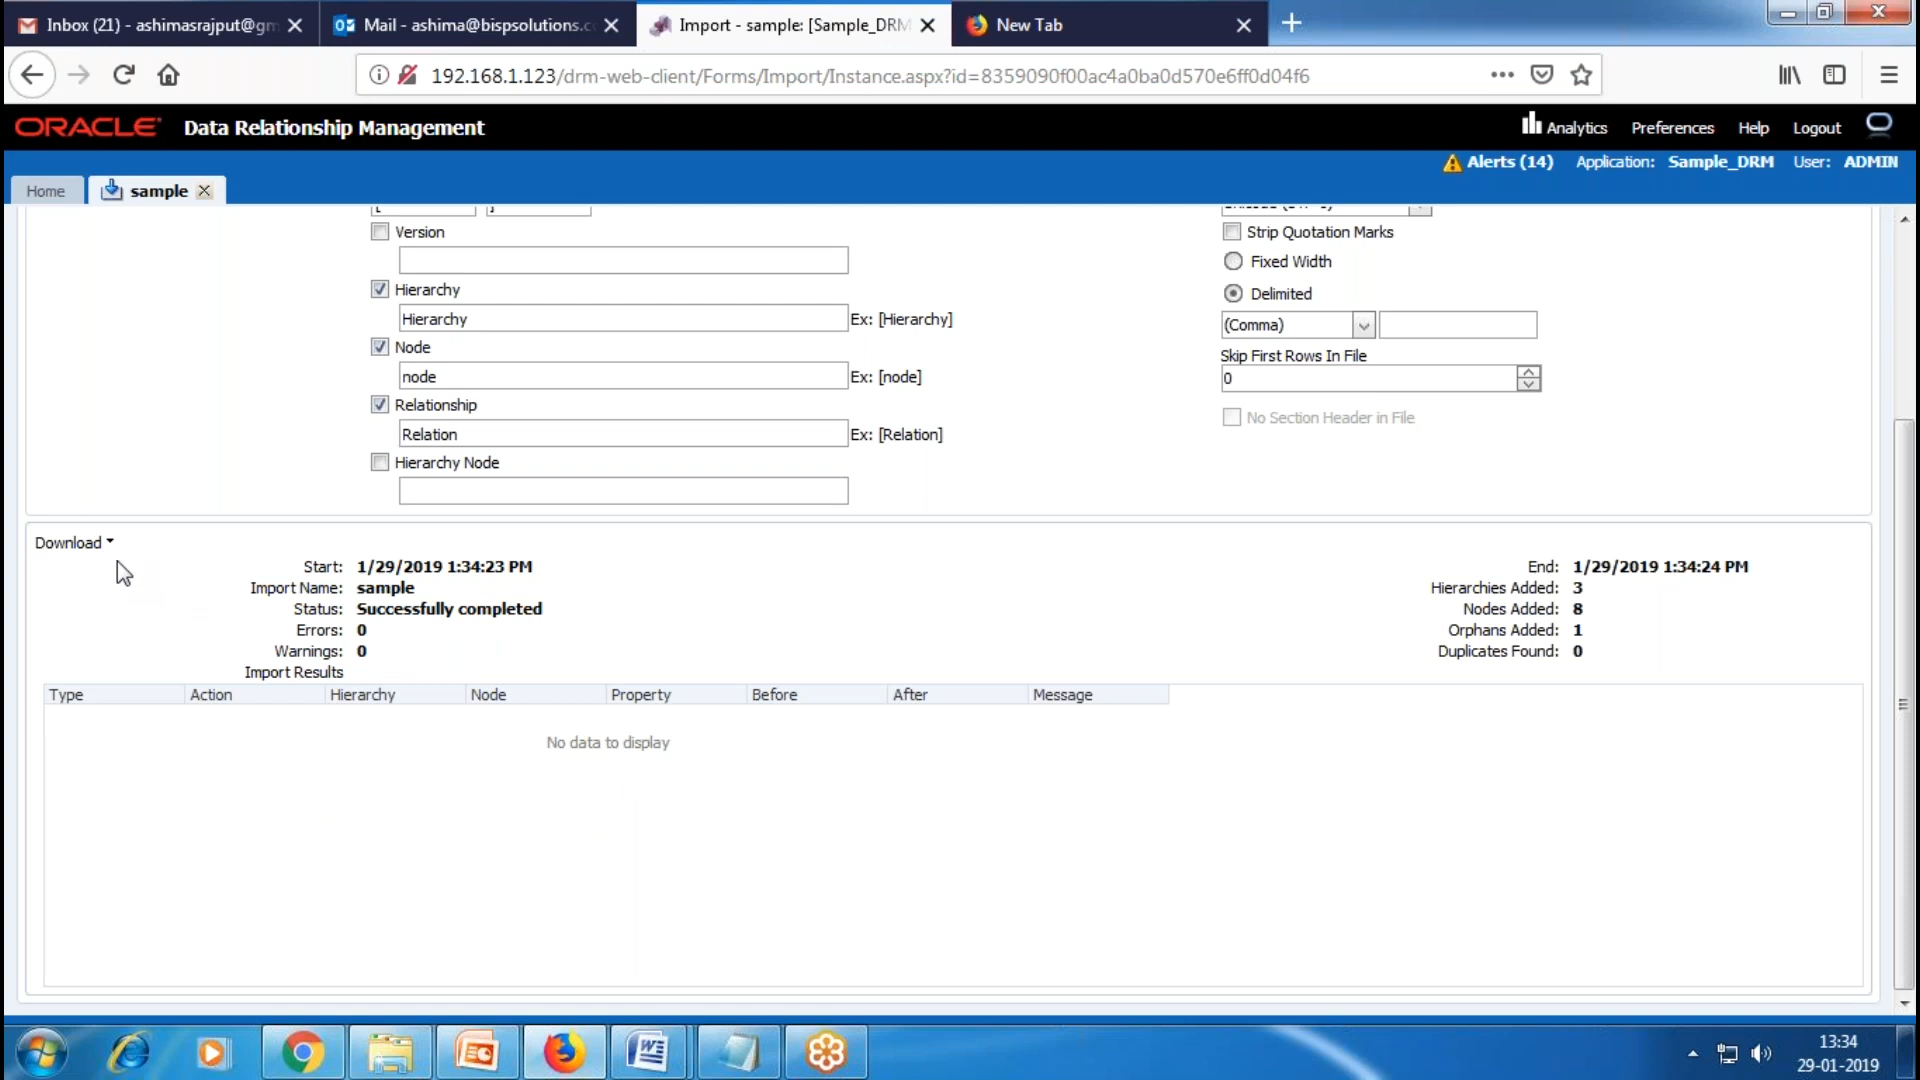 Inbox (21) - ashimasrajput@gm
Mail - ashima@bispsolutions.c
Import - sample: [Sample_DRM
New Tab
192.168.1.123/drm-web-client/Forms/Import/Instance.aspx?id=8359090f00ac4a0ba0d570e6ff0d04f6
ORACLE Data Relationship Management
Analytics Preferences Help Logout
Alerts (14) Application: Sample_DRM User: ADMIN
Home sample
[ ]
Version
Strip Quotation Marks
Fixed Width
Hierarchy
Delimited
Hierarchy Ex: [Hierarchy]
(Comma)
Node
Skip First Rows In File
node Ex: [node]
0
Relationship
No Section Header in File
Relation Ex: [Relation]
Hierarchy Node
Download
Start: 1/29/2019 1:34:23 PM
End: 1/29/2019 1:34:24 PM
Import Name: sample
Hierarchies Added: 3
Status: Successfully completed
Nodes Added: 8
Errors: 0
Orphans Added: 1
Warnings: 0
Duplicates Found: 0
Import Results
Type Action Hierarchy Node Property Before After Message
No data to display
13:34
29-01-2019